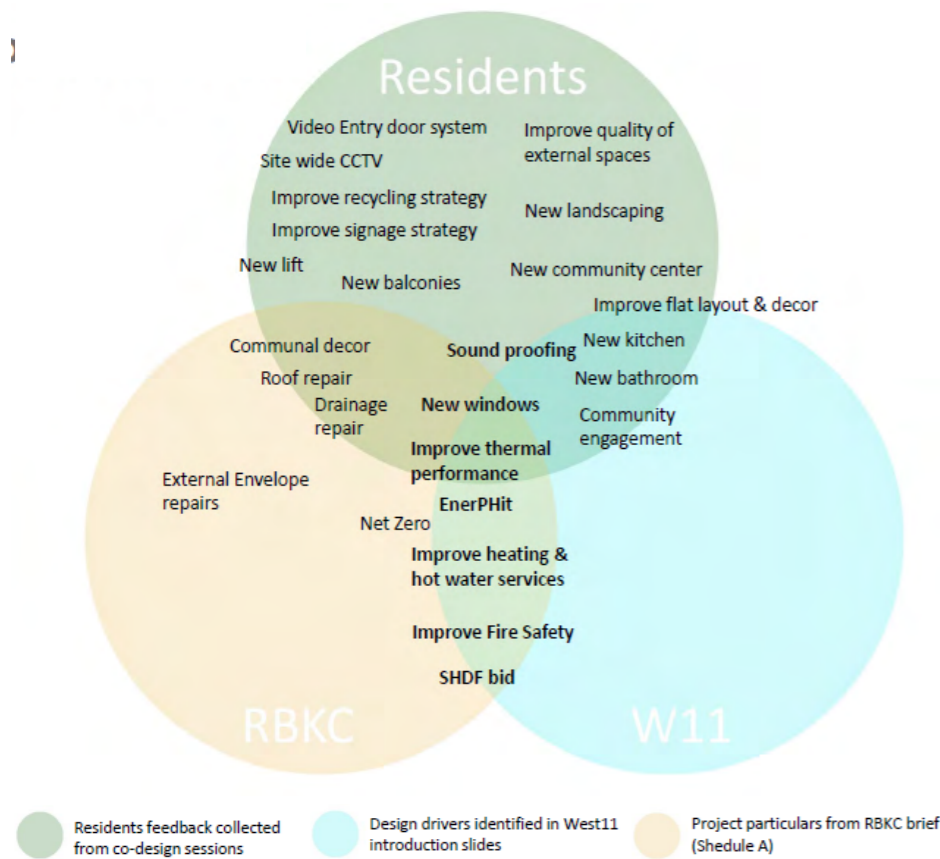 Residents
Video Entry door system
Improve quality of
external spaces
Site wide CCTV
Improve recycling strategy
New landscaping
Improve signage strategy
New lift
New balconies
New community center
Improve flat layout & decor
Communal decor
Sound proofing
New kitchen
Roof repair
New bathroom
Drainage
repair
New windows
Community
engagement
Improve thermal
performance
External Envelope
repairs
EnerPHit
Net Zero
Improve heating &
hot water services
Improve Fire Safety
SHDF bid
RBKC
W11
Residents feedback collected
from co-design sessions
Design drivers identified in West11
introduction slides
Project particulars from RBKC brief
(Shedule A)